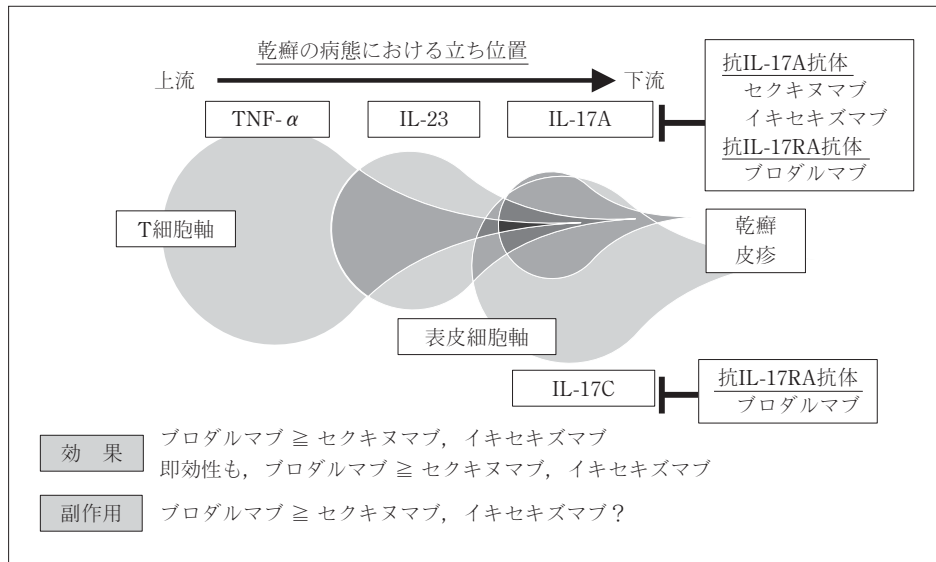 乾癬の病態における立ち位置
上流
下流
TNF-α
IL-23
IL-17A
抗IL-17A抗体
セクキヌマブ
イキセキズマブ
抗IL-17RA抗体
ブロダルマブ
T細胞軸
乾癬
皮疹
表皮細胞軸
IL-17C
抗IL-17RA抗体
ブロダルマブ
効 果
ブロダルマブ ≧ セクキヌマブ，イキセキズマブ
即効性も，ブロダルマブ ≧ セクキヌマブ，イキセキズマブ
副作用
ブロダルマブ ≧ セクキヌマブ，イキセキズマブ？